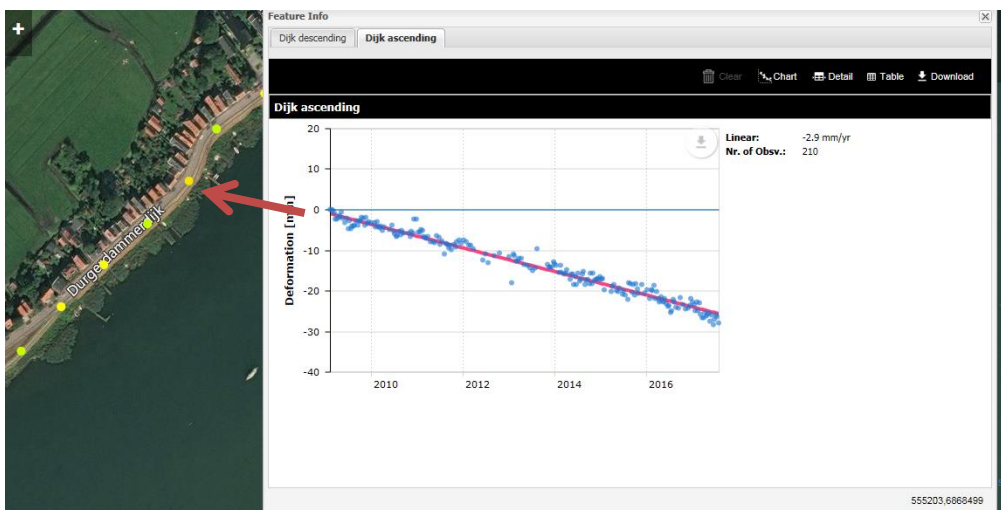 +
Feature Info
Dijk descending Dijk ascending
Clear Chart Detail Table Download
Dijk ascending
Linear: -2.9 mm/yr
Nr. of Obsv.: 210
20
10
0
-10
-20
-30
-40
Deformation
2010 2012 2014 2016
Durgerdammerdijk
555203,6868499